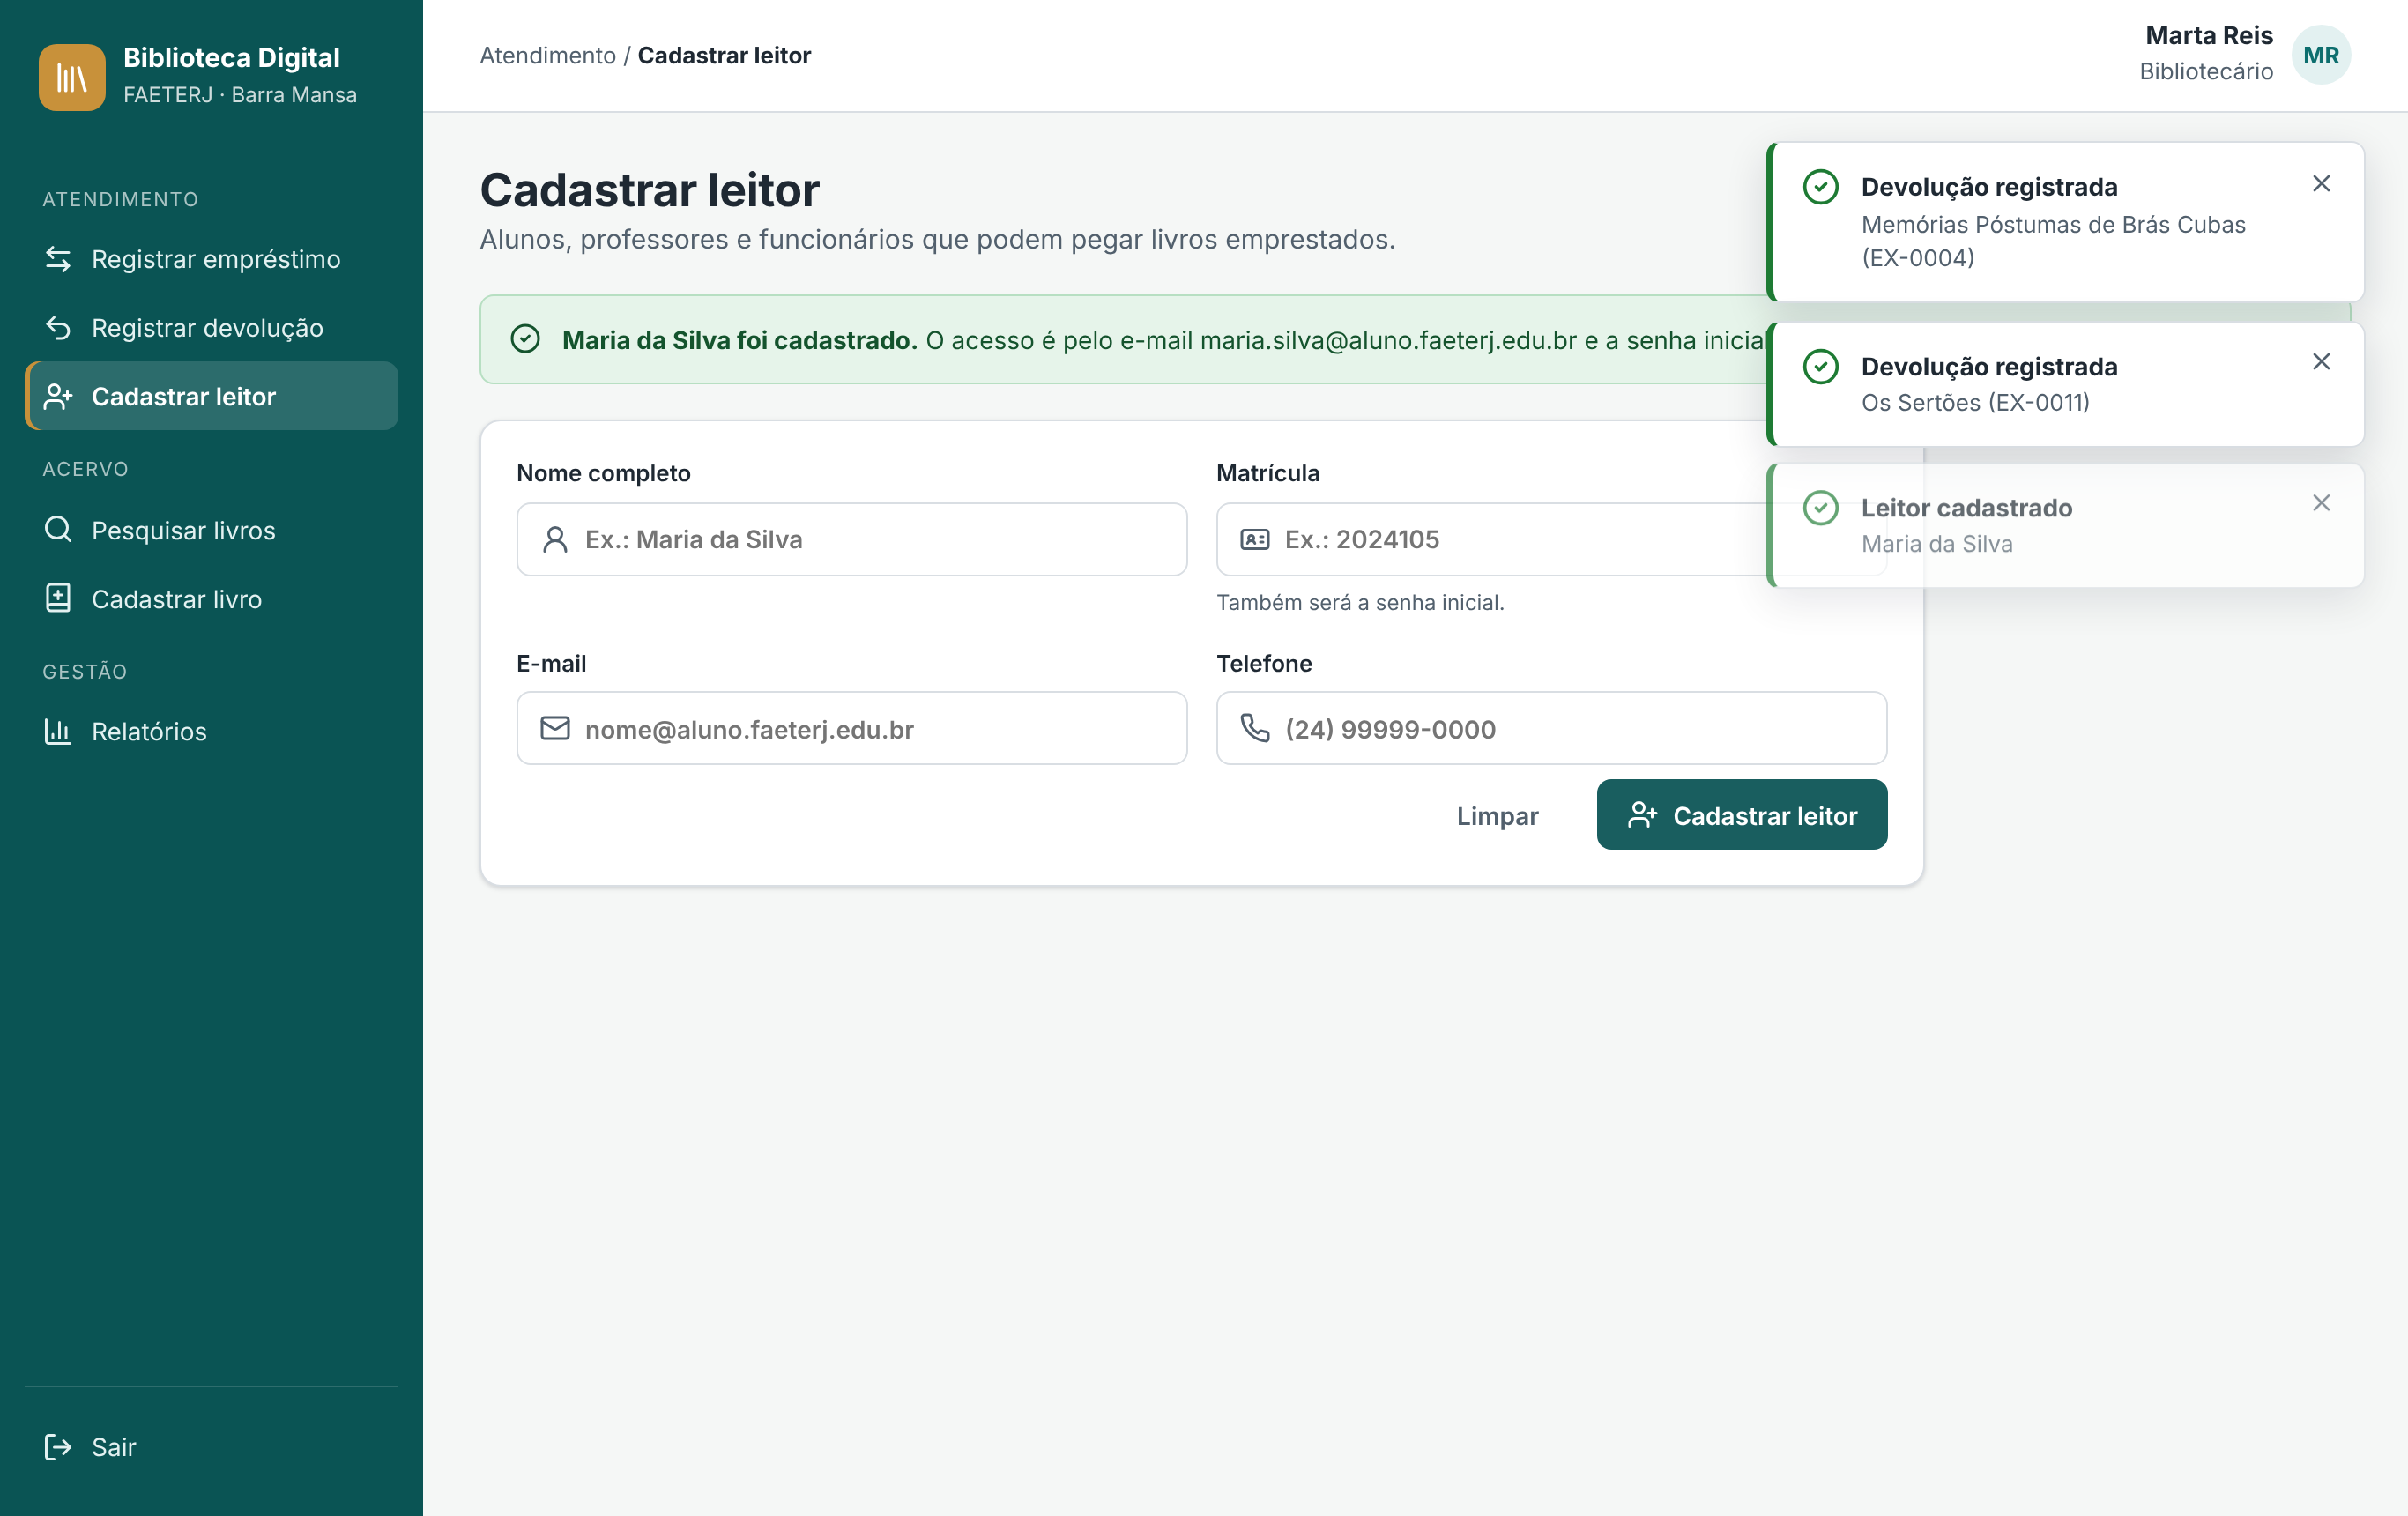 Biblioteca Digital
FAETERJ · Barra Mansa
ATENDIMENTO
Registrar empréstimo
Registrar devolução
Cadastrar leitor
ACERVO
Pesquisar livros
Cadastrar livro
GESTÃO
Relatórios
Sair
Atendimento / Cadastrar leitor
Marta Reis
Bibliotecário
MR
Cadastrar leitor
Alunos, professores e funcionários que podem pegar livros emprestados.
Maria da Silva foi cadastrado. O acesso é pelo e-mail maria.silva@aluno.faeterj.edu.br e a senha inicial
Devolução registrada
Memórias Póstumas de Brás Cubas
(EX-0004)
Devolução registrada
Os Sertões (EX-0011)
Leitor cadastrado
Maria da Silva
Nome completo
Ex.: Maria da Silva
Matrícula
Ex.: 2024105
Também será a senha inicial.
E-mail
nome@aluno.faeterj.edu.br
Telefone
(24) 99999-0000
Limpar
Cadastrar leitor